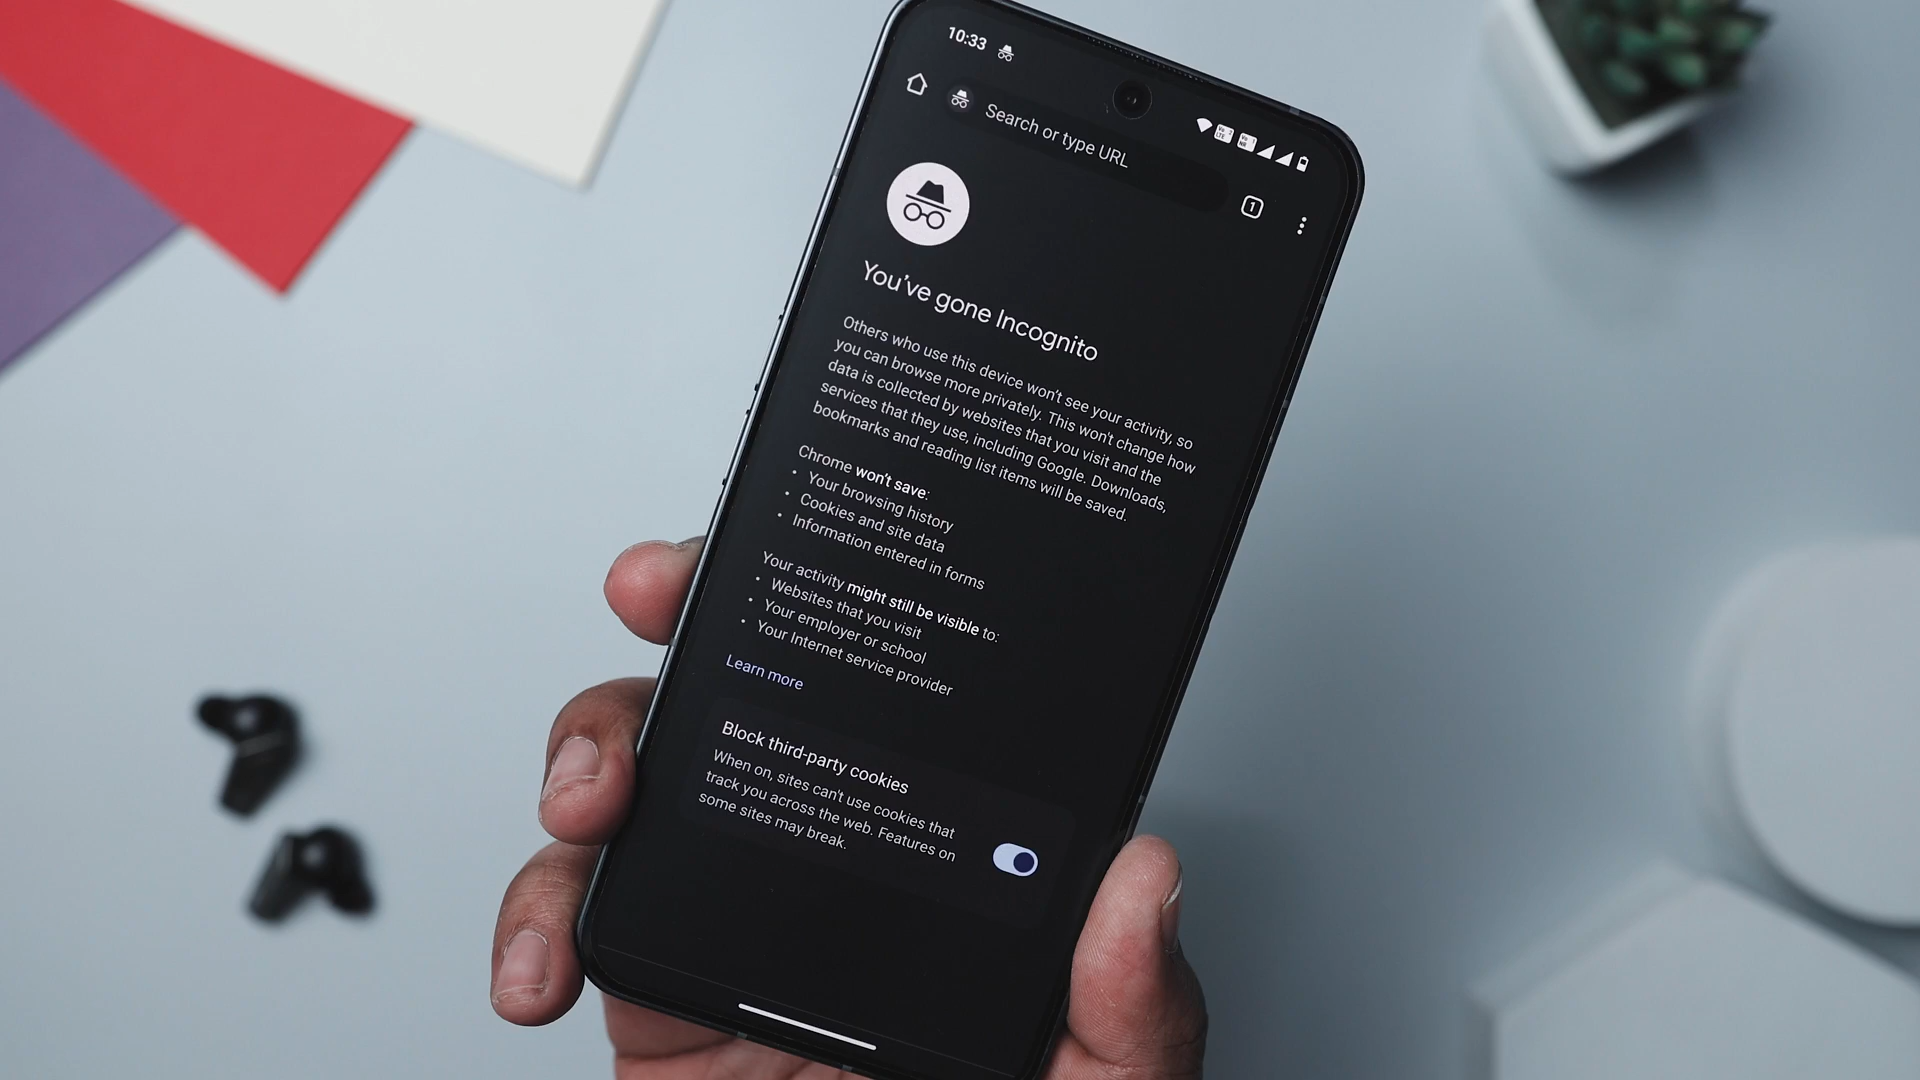 10:33
Search or type URL
1
You've gone Incognito
Others who use this device won't see your activity, so
you can browse more privately. This won't change how
data is collected by websites that you visit and the
services that they use, including Google. Downloads,
bookmarks and reading list items will be saved.
Chrome won't save:
• Your browsing history
• Cookies and site data
• Information entered in forms
Your activity might still be visible to:
• Websites that you visit
• Your employer or school
• Your Internet service provider
Learn more
Block third-party cookies
When on, sites can't use cookies that
track you across the web. Features on
some sites may break.